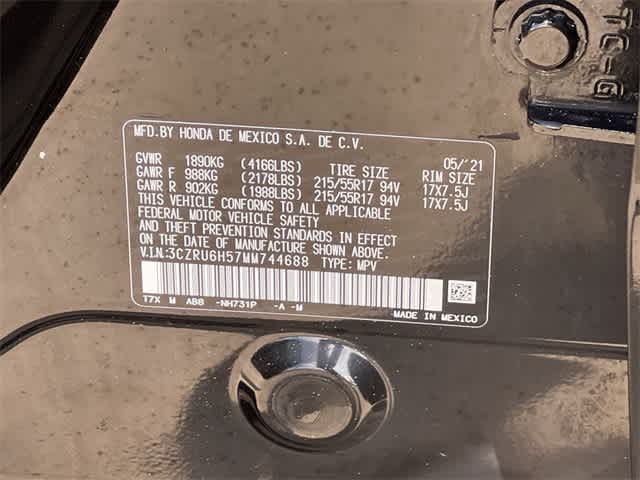 TC-G
MFD.BY HONDA DE MEXICO S.A. DE C.V.
GVWR 1890KG (4166LBS) TIRE SIZE 05/'21 RIM SIZE
GAWR F 988KG (2178LBS) 215/55R17 94V 17X7.5J
GAWR R 902KG (1988LBS) 215/55R17 94V 17X7.5J
THIS VEHICLE CONFORMS TO ALL APPLICABLE
FEDERAL MOTOR VEHICLE SAFETY
AND THEFT PREVENTION STANDARDS IN EFFECT
ON THE DATE OF MANUFACTURE SHOWN ABOVE.
V.I.N:3CZRU6H57MM744688 TYPE: MPV
T7X M AB8 -NH731P -A -M MADE IN MEXICO